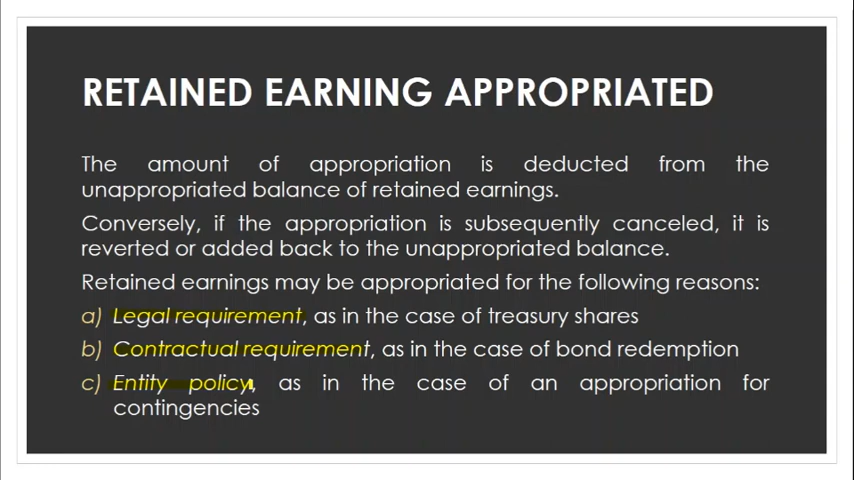 RETAINED EARNING APPROPRIATED
The amount of appropriation is deducted from the
unappropriated balance of retained earnings.
Conversely, if the appropriation is subsequently canceled, it is
reverted or added back to the unappropriated balance.
Retained earnings may be appropriated for the following reasons:
a) Legal requirement, as in the case of treasury shares
b) Contractual requirement, as in the case of bond redemption
c) Entity policy, as in the case of an appropriation for
contingencies